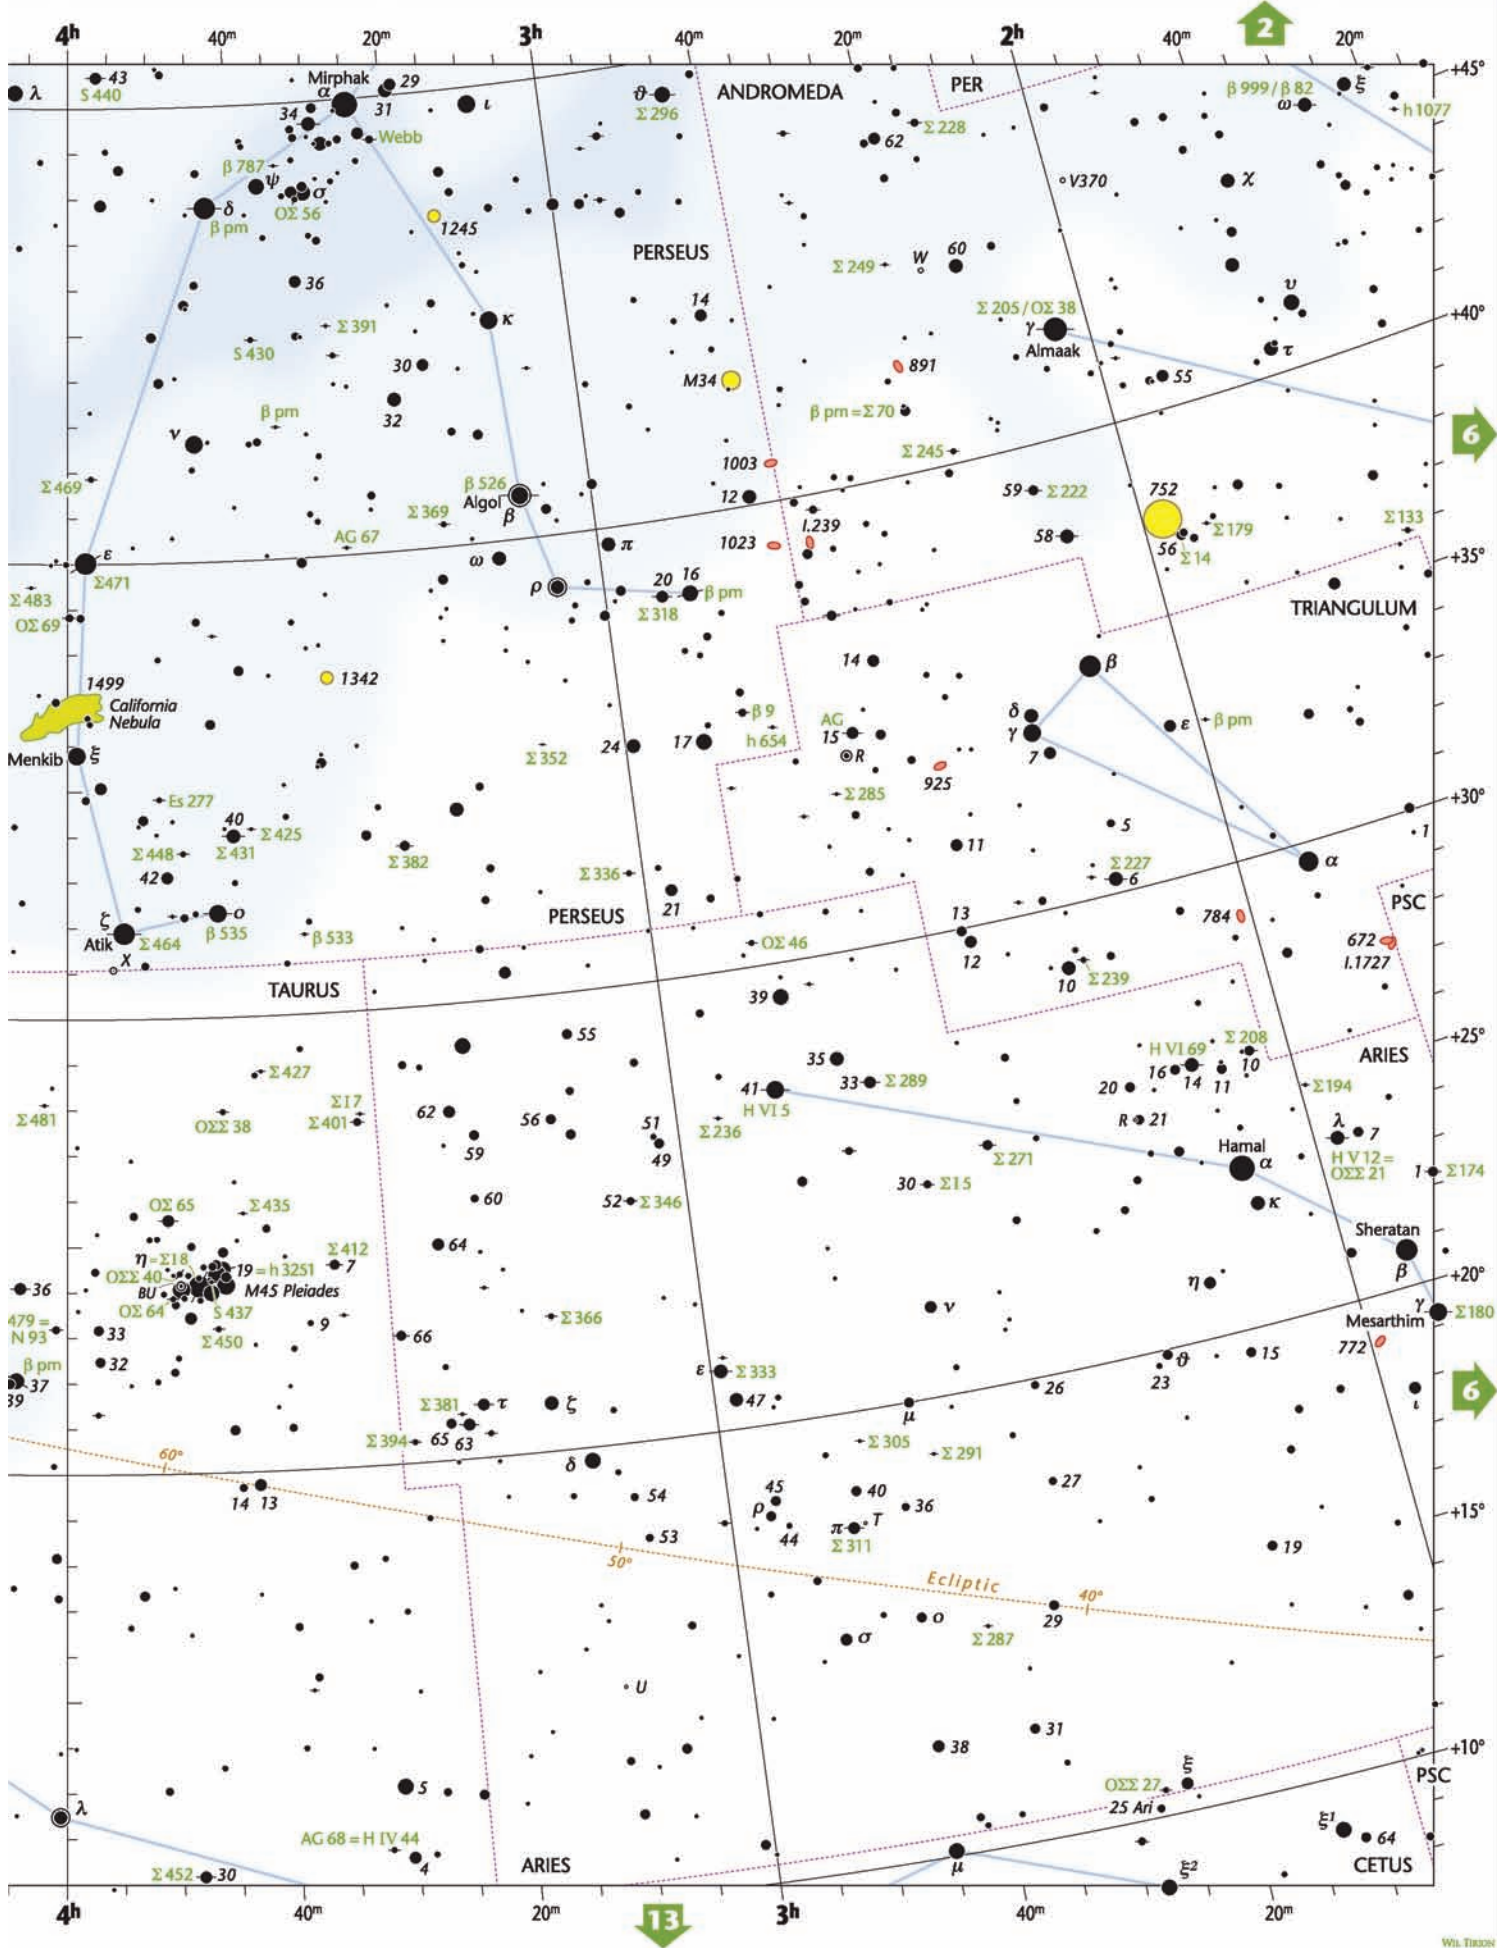 4h 40m 20m 3h 40m 20m 2h 40m 2 20m
+45°
λ 43 S 440 Mirphak α 29 31 ι ϑ Σ 296 ANDROMEDA PER β 999 / β 82 ξ ω h 1077
34 Webb 62 Σ 228
β 787 ψ σ OΣ 56 V370 χ
δ β pm 1245
PERSEUS Σ 249 W 60
36 14 Σ 205 / OΣ 38 υ
Σ 391 κ γ Almaak τ +40°
S 430 30 M34 891 55
β pm 32 β pm = Σ 70
ν Σ 245 6
Σ 469 β 526 Algol β 1003 12 59 Σ 222 752
Σ 369 I.239 Σ 179 Σ 133
AG 67 ω π 1023 58 56 Σ 14 +35°
ε Σ 471
Σ 483 ρ 20 16 β pm Σ 318 TRIANGULUM
OΣ 69
14 β
1499 California Nebula 1342
β 9 AG δ ε β pm
Menkib ξ Σ 352 24 17 h 654 15 R γ 7
925
Es 277 Σ 285 +30°
40 Σ 425 5 1
Σ 448 Σ 431 Σ 382 11 α
42 Σ 336 Σ 227 6
ζ ο 21 PSC
Atik Σ 464 β 535 β 533 PERSEUS 13 784
X OΣ 46 12 672 I.1727
TAURUS 39 10 Σ 239
55 +25°
35 H VI 69 Σ 208 ARIES
Σ 427 33 Σ 289 16 14 11 10
41 H VI 5 20 Σ 194
Σ 481 OΣΣ 38 Σ I7 Σ 401 62 56 51 Σ 236 R 21 λ 7
59 49 Σ 271 Hamal α H V 12 = OΣΣ 21 1 Σ 174
60 52 Σ 346 30 Σ I5
OΣ 65 Σ 435 κ
64 Sheratan β
η = Σ I8 Σ 412 7
OΣΣ 40 19 = h 3251 +20°
36 BU M45 Pleiades η
OΣ 64 S 437 ν γ Σ 180
479 = N 93 33 Σ 450 9 Σ 366 Mesarthim
66 772
β pm 32 ε Σ 333 ϑ 15
37 39 47 26 23 6
Σ 381 τ ζ μ ι
Σ 394 65 63
60° Σ 305 Σ 291
δ
14 13 54 45 40 27
ρ 36 +15°
53 44 π T Σ 311 19
50°
Ecliptic 40°
ο 29
σ Σ 287
U
31
38
5 ξ +10°
OΣΣ 27 PSC
λ 25 Ari ξ1
AG 68 = H IV 44 64
Σ 452 30 4 ARIES μ ξ2 CETUS
4h 40m 20m 13 3h 40m 20m
WIL TIRION